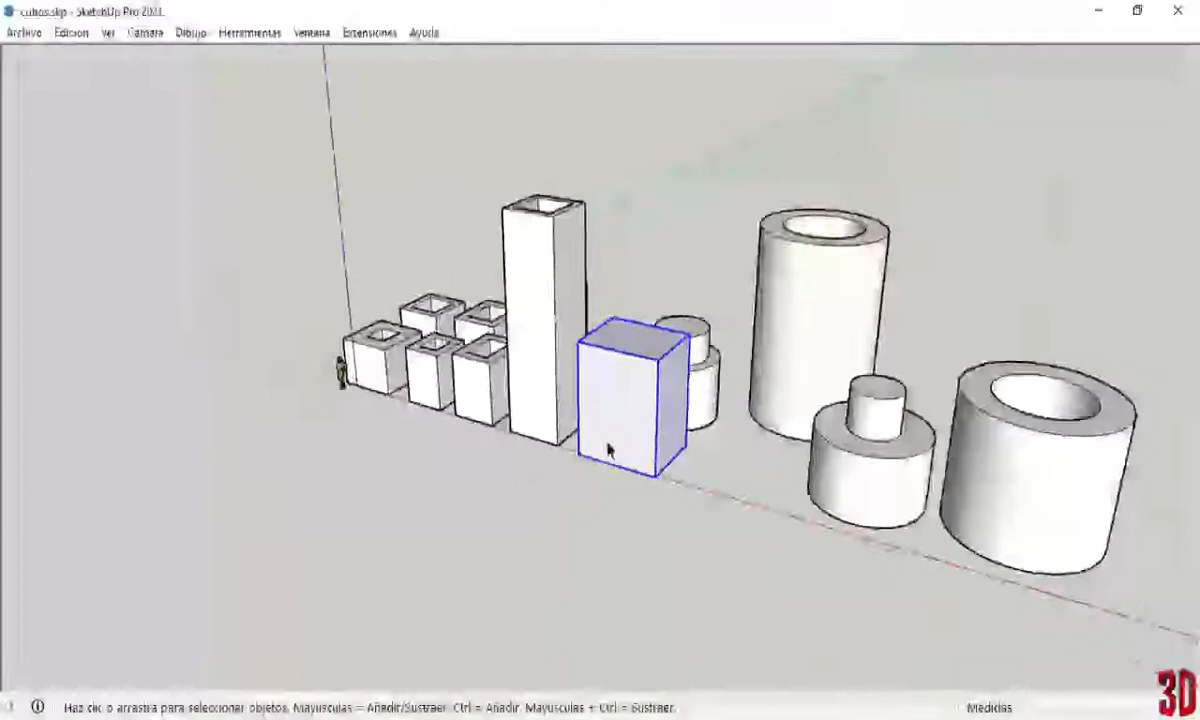 cubos.skp - SketchUp Pro 2021
Archivo Edición Ver Cámara Dibujo Herramientas Ventana Extensiones Ayuda
Haz clic o arrastra para seleccionar objetos. Mayúsculas = Añadir/Sustraer. Ctrl = Añadir. Mayúsculas + Ctrl = Sustraer.
Medidas
3D